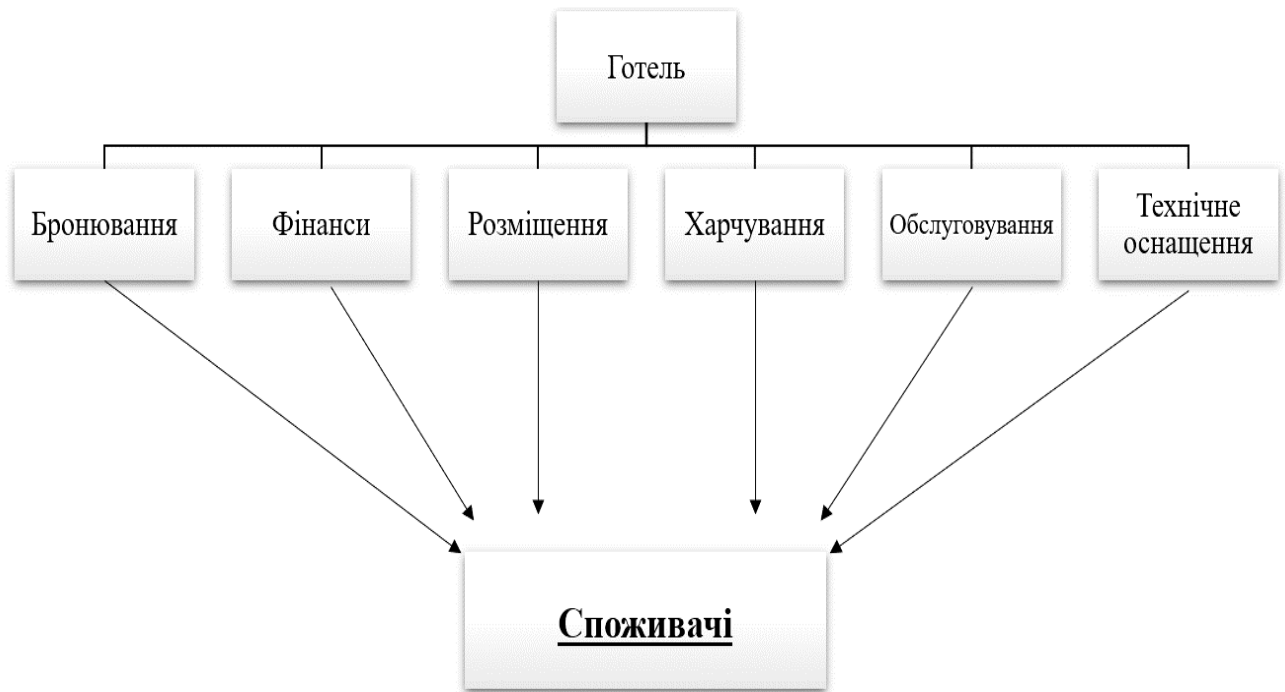 Готель
Бронювання
Фінанси
Розміщення
Харчування
Обслуговування
Технічне
оснащення
Споживачі